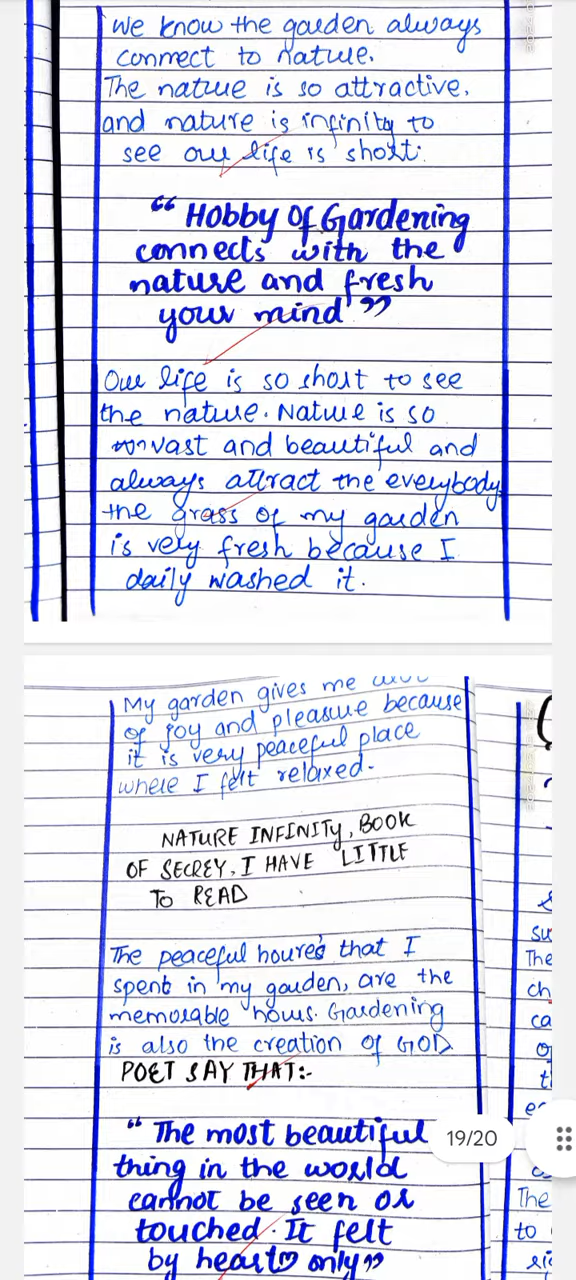 We know the garden always
connect to nature.
The nature is so attractive.
and nature is infinity to
see our life is short.
"Hobby Of Gardening
connects with the
nature and fresh
your mind"
Our life is so short to see
the nature. Nature is so
vast and beautiful and
always attract the everybody
the grass of my garden
is very fresh because I
daily washed it.
My garden gives me
of joy and pleasure because
it is very peaceful place
where I felt relaxed.
NATURE INFINITY, BOOK
OF SECREY, I HAVE LITTLE
TO READ
The peaceful houres that I
spent in my garden, are the
memorable hours. Gardening
is also the creation of GOD
POET SAY THAT:-
"The most beautiful
thing in the world
cannot be seen or
touched. It felt
by heart only"
19/20
su
The
ch
ca
The
to